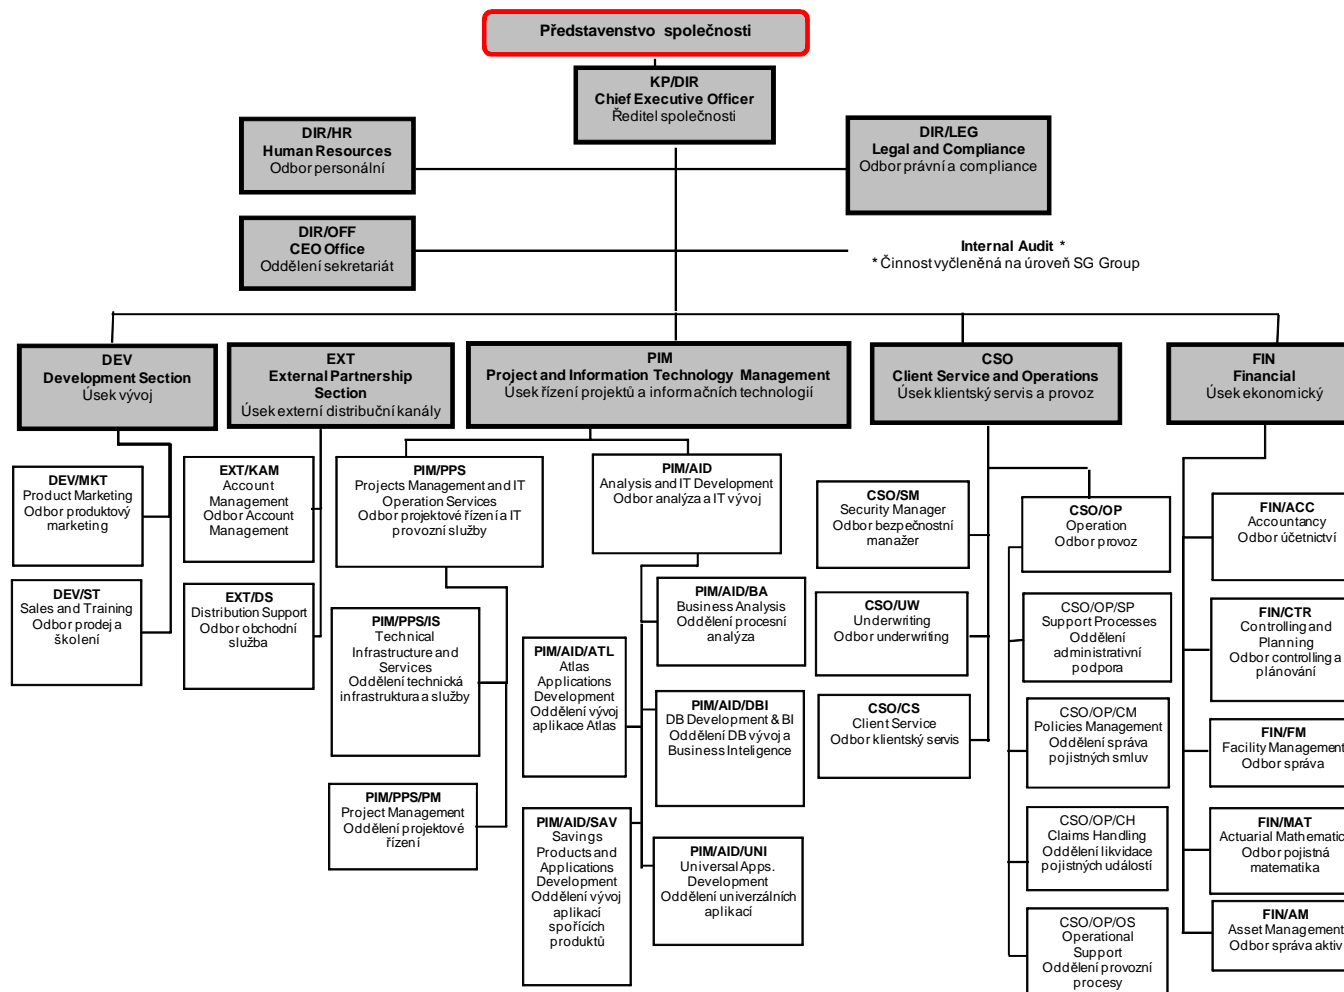 Představenstvo společnosti
KP/DIR
Chief Executive Officer
Ředitel společnosti
DIR/HR
Human Resources
Odbor personální
DIR/LEG
Legal and Compliance
Odbor právní a compliance
DIR/OFF
CEO Office
Oddělení sekretariát
Internal Audit *
* Činnost vyčleněná na úroveň SG Group
DEV
Development Section
Úsek vývoj
EXT
External Partnership
Section
Úsek externí distribuční kanály
PIM
Project and Information Technology Management
Úsek řízení projektů a informačních technologií
CSO
Client Service and Operations
Úsek klientský servis a provoz
FIN
Financial
Úsek ekonomický
DEV/MKT
Product Marketing
Odbor produktový
marketing
DEV/ST
Sales and Training
Odbor prodej a
školení
EXT/KAM
Account
Management
Odbor Account
Management
EXT/DS
Distribution Support
Odbor obchodní
služba
PIM/PPS
Projects Management and IT
Operation Services
Odbor projektové řízení a IT
provozní služby
PIM/PPS/IS
Technical
Infrastructure and
Services
Oddělení technická
infrastruktura a služby
PIM/PPS/PM
Project Management
Oddělení projektové
řízení
PIM/AID
Analysis and IT Development
Odbor analýza a IT vývoj
PIM/AID/BA
Business Analysis
Oddělení procesní
analýza
PIM/AID/ATL
Atlas
Applications
Development
Oddělení vývoj
aplikace Atlas
PIM/AID/DBI
DB Development & BI
Oddělení DB vývoj a
Business Inteligence
PIM/AID/SAV
Savings
Products and
Applications
Development
Oddělení vývoj
aplikací
spořících
produktů
PIM/AID/UNI
Universal Apps.
Development
Oddělení univerzálních
aplikací
CSO/SM
Security Manager
Odbor bezpečnostní
manažer
CSO/UW
Underwriting
Odbor underwriting
CSO/CS
Client Service
Odbor klientský servis
CSO/OP
Operation
Odbor provoz
CSO/OP/SP
Support Processes
Oddělení
administrativní
podpora
CSO/OP/CM
Policies Management
Oddělení správa
pojistných smluv
CSO/OP/CH
Claims Handling
Oddělení likvidace
pojistných událostí
CSO/OP/OS
Operational
Support
Oddělení provozní
procesy
FIN/ACC
Accountancy
Odbor účetnictví
FIN/CTR
Controlling and
Planning
Odbor controlling a
plánování
FIN/FM
Facility Management
Odbor správa
FIN/MAT
Actuarial Mathematic
Odbor pojistná
matematika
FIN/AM
Asset Management
Odbor správa aktiv